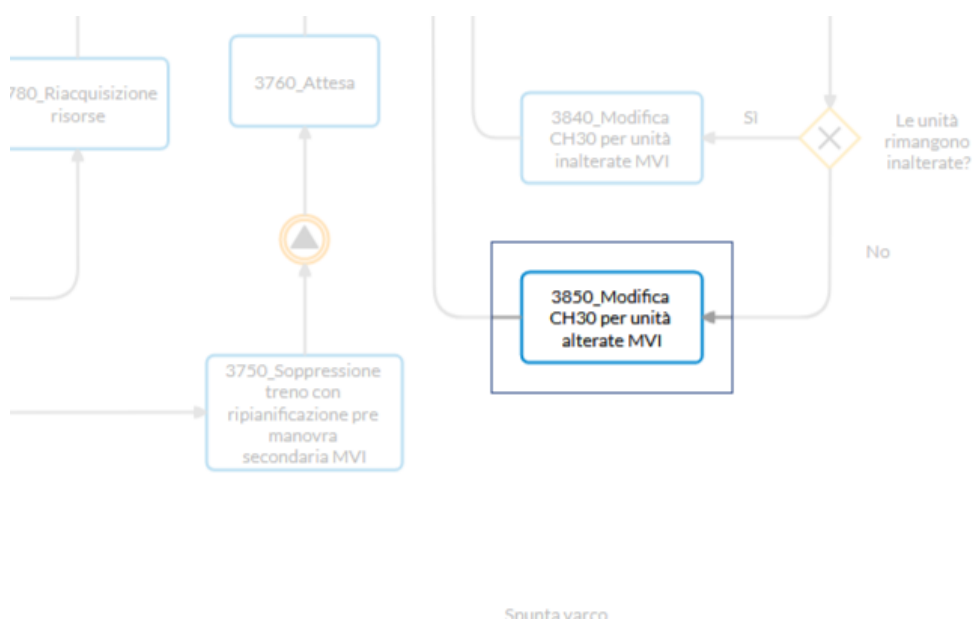 780_Riacquisizione
risorse
3760_Attesa
3840_Modifica
CH30 per unità
inalterate MVI
Sì
Le unità
rimangono
inalterate?
No
3850_Modifica
CH30 per unità
alterate MVI
3750_Soppressione
treno con
ripianificazione pre
manovra
secondaria MVI
Spunta varco